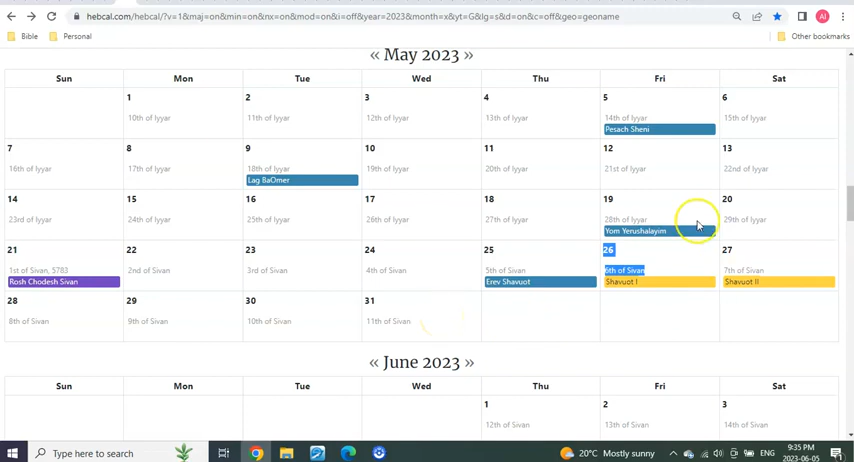 hebcal.com/hebcal/?v=1&maj=on&min=on&nx=on&mod=on&i=off&year=2023&month=x&yt=G&lg=s&d=on&c=off&geo=geoname
AI
Bible Personal Other bookmarks
« May 2023 »
Sun Mon Tue Wed Thu Fri Sat
1 2 3 4 5 6
10th of Iyyar 11th of Iyyar 12th of Iyyar 13th of Iyyar 14th of Iyyar 15th of Iyyar
Pesach Sheni
7 8 9 10 11 12 13
16th of Iyyar 17th of Iyyar 18th of Iyyar 19th of Iyyar 20th of Iyyar 21st of Iyyar 22nd of Iyyar
Lag BaOmer
14 15 16 17 18 19 20
23rd of Iyyar 24th of Iyyar 25th of Iyyar 26th of Iyyar 27th of Iyyar 28th of Iyyar 29th of Iyyar
Yom Yerushalayim
21 22 23 24 25 26 27
1st of Sivan, 5783 2nd of Sivan 3rd of Sivan 4th of Sivan 5th of Sivan 6th of Sivan 7th of Sivan
Rosh Chodesh Sivan Erev Shavuot Shavuot I Shavuot II
28 29 30 31
8th of Sivan 9th of Sivan 10th of Sivan 11th of Sivan
« June 2023 »
Sun Mon Tue Wed Thu Fri Sat
1 2 3
12th of Sivan 13th of Sivan 14th of Sivan
Type here to search 20°C Mostly sunny ENG 9:35 PM
2023-06-05